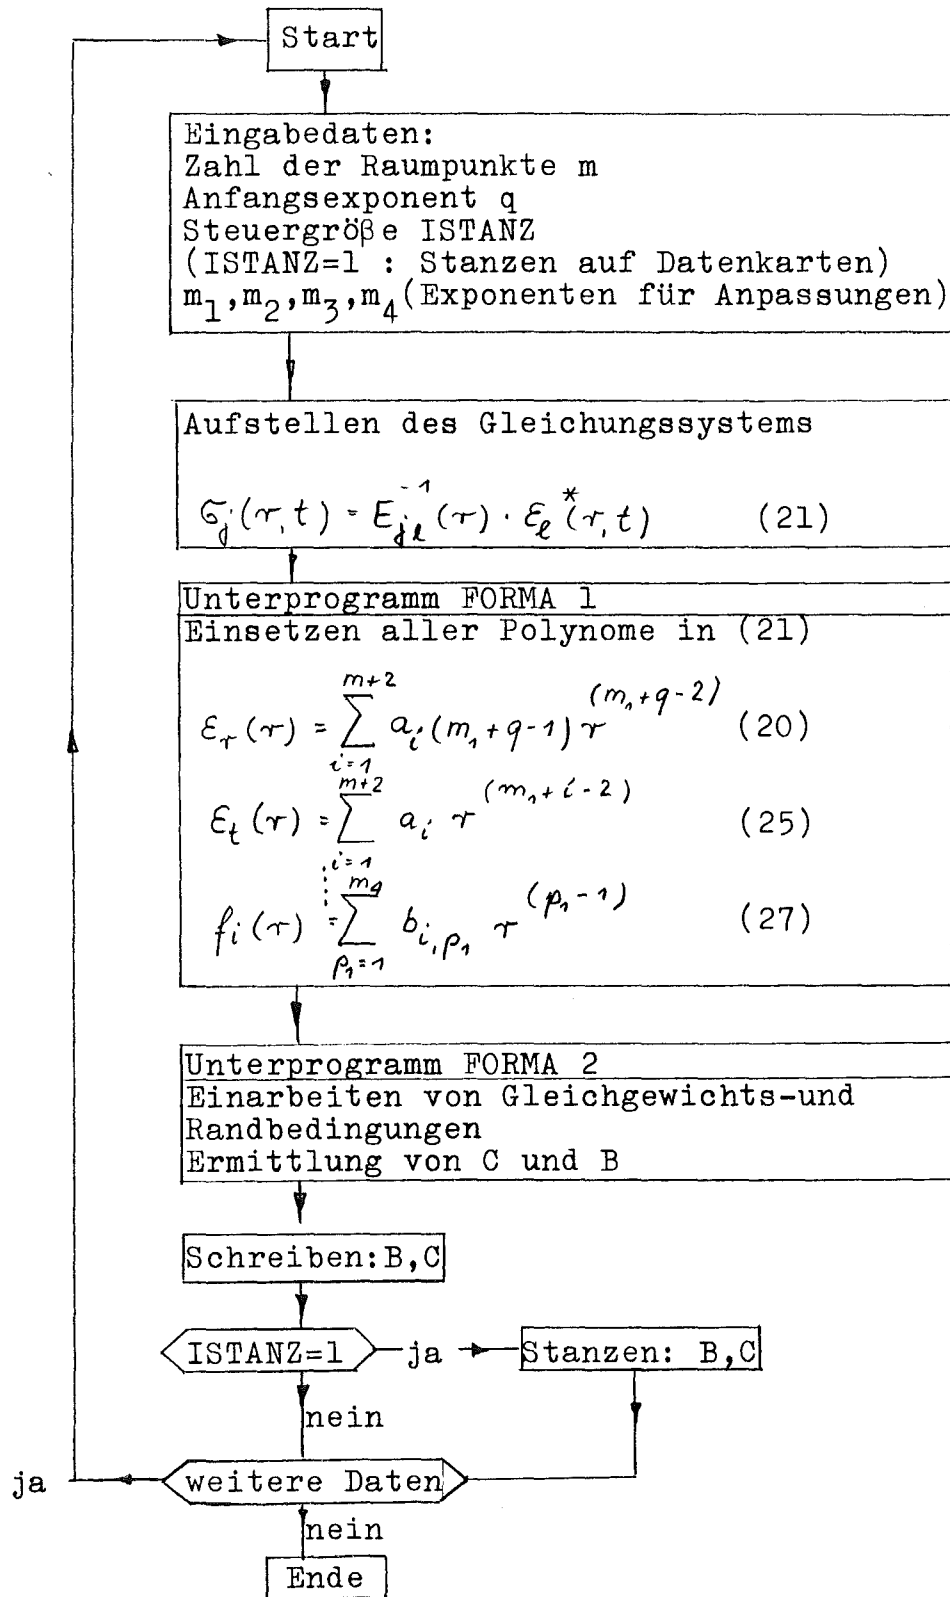 Start
Eingabedaten:
Zahl der Raumpunkte m
Anfangsexponent q
Steuergröße ISTANZ
(ISTANZ=1 : Stanzen auf Datenkarten)
m₁,m₂,m₃,m₄(Exponenten für Anpassungen)
Aufstellen des Gleichungssystems
σⱼ(r,t) = E⁻¹ⱼₗ(r) · εₗ*(r,t) (21)
Unterprogramm FORMA 1
Einsetzen aller Polynome in (21)
εᵣ(r) = ∑_{i=1}^{m+2} aᵢ(m₁+q-1) r^{(m₁+q-2)} (20)
εₜ(r) = ∑_{i=1}^{m+2} aᵢ r^{(m₁+i-2)} (25)
fᵢ(r) = ∑_{p₁=1}^{m₄} b_{i,p₁} r^{(p₁-1)} (27)
Unterprogramm FORMA 2
Einarbeiten von Gleichgewichts-und
Randbedingungen
Ermittlung von C und B
Schreiben:B,C
ISTANZ=1 ja Stanzen: B,C
nein
ja weitere Daten
nein
Ende